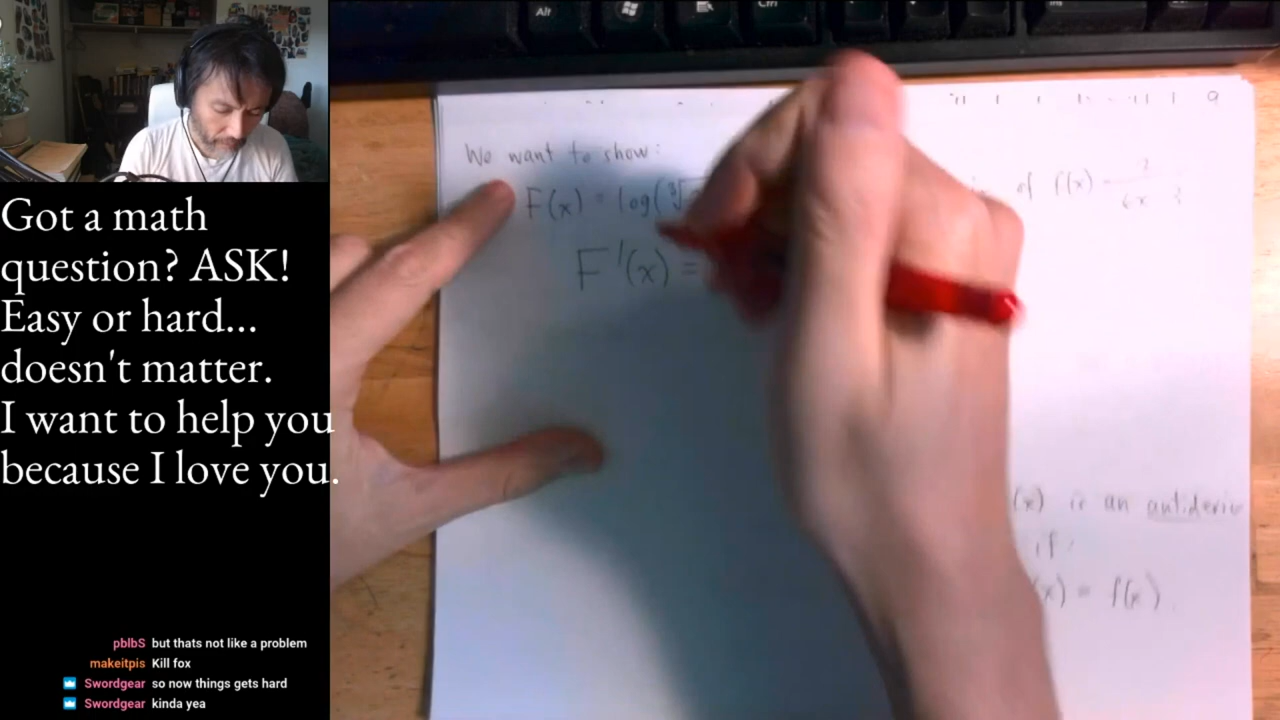 Alt
Ctrl
Got a math
question? ASK!
Easy or hard...
doesn't matter.
I want to help you
because I love you.
pblbS but thats not like a problem
makeitpis Kill fox
Swordgear so now things gets hard
Swordgear kinda yea
We want to show:
F(x) = log(∛
of f(x) =
F'(x) =
(x) is an antideriv
if:
(x) = f(x)